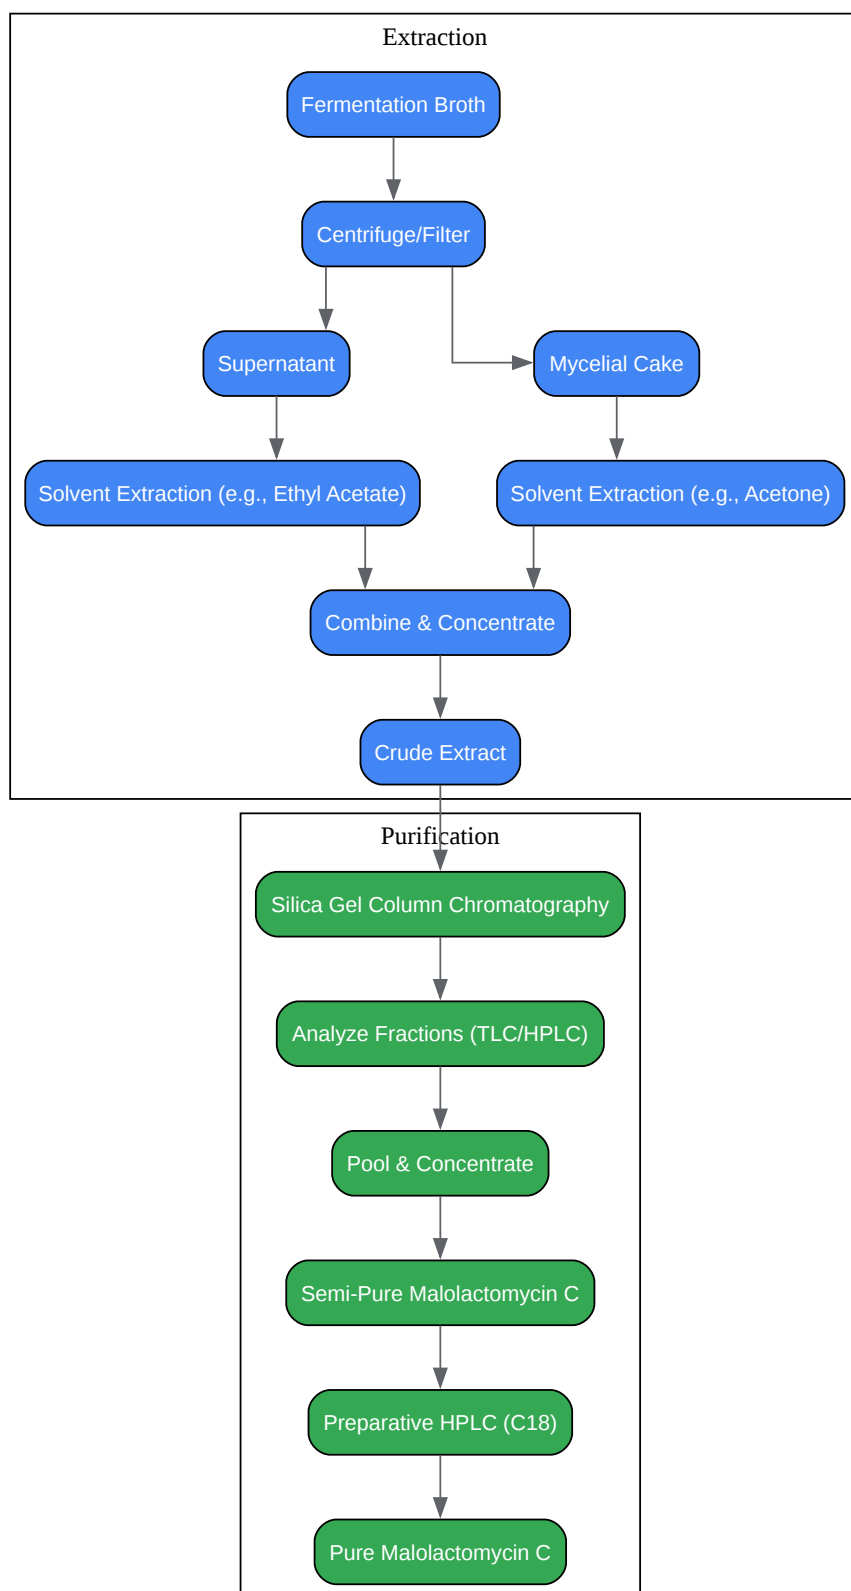 Extraction
Fermentation Broth
Centrifuge/Filter
Supernatant
Mycelial Cake
Solvent Extraction (e.g., Ethyl Acetate)
Solvent Extraction (e.g., Acetone)
Combine & Concentrate
Crude Extract
Purification
Silica Gel Column Chromatography
Analyze Fractions (TLC/HPLC)
Pool & Concentrate
Semi-Pure Malolactomycin C
Preparative HPLC (C18)
Pure Malolactomycin C